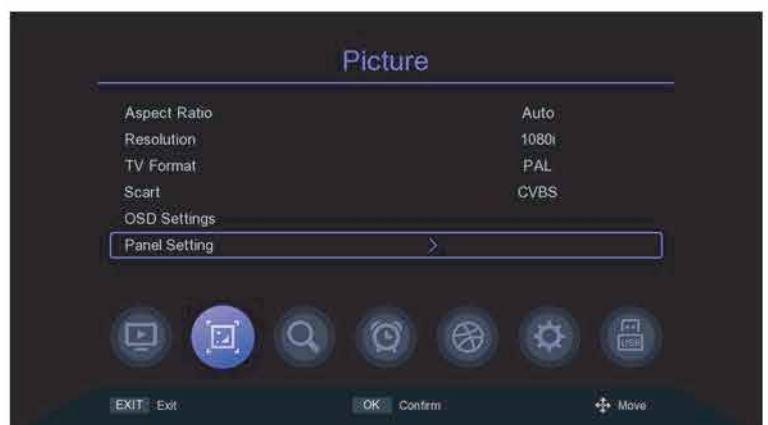 Picture
Aspect Ratio Auto
Resolution 1080i
TV Format PAL
Scart CVBS
OSD Settings
Panel Setting >
USB
EXIT Exit OK Confirm Move